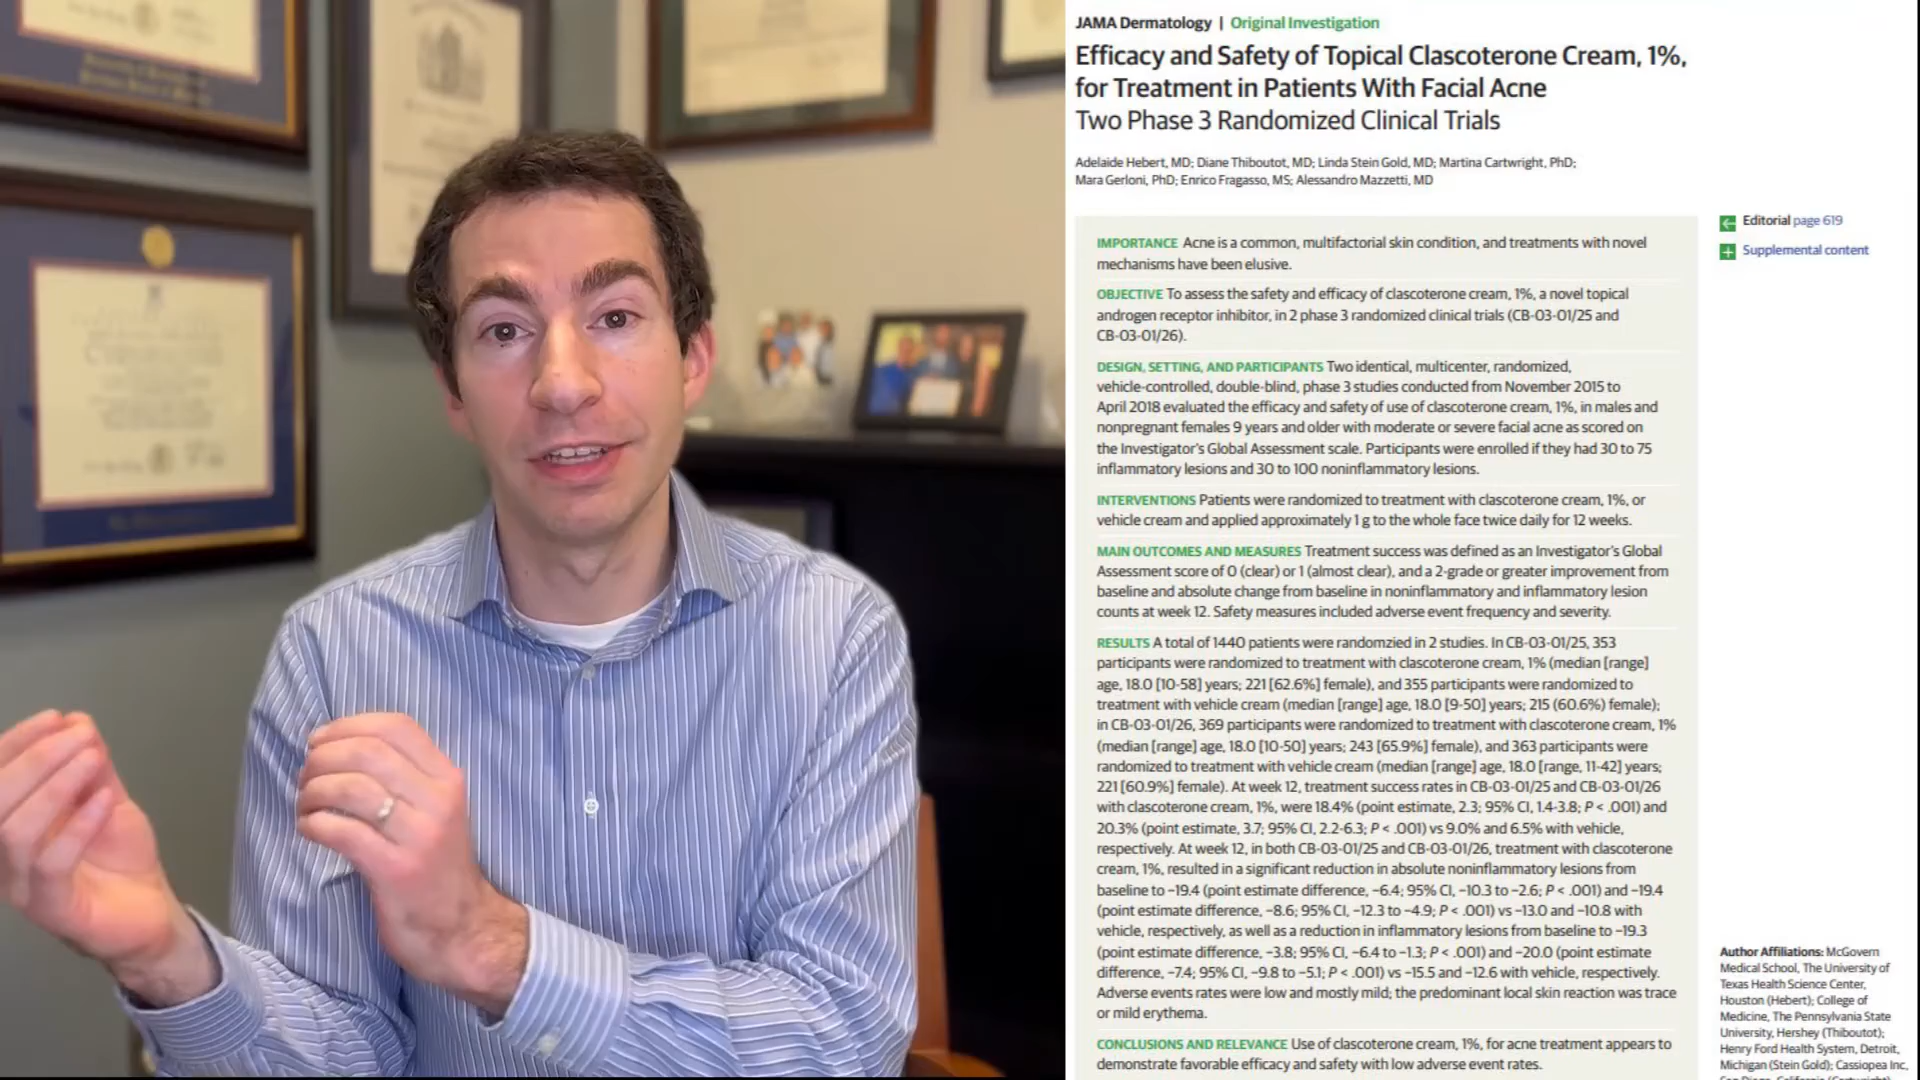 JAMA Dermatology | Original Investigation
Efficacy and Safety of Topical Clascoterone Cream, 1%,
for Treatment in Patients With Facial Acne
Two Phase 3 Randomized Clinical Trials
Adelaide Hebert, MD; Diane Thiboutot, MD; Linda Stein Gold, MD; Martina Cartwright, PhD;
Mara Gerloni, PhD; Enrico Fragasso, MS; Alessandro Mazzetti, MD
IMPORTANCE Acne is a common, multifactorial skin condition, and treatments with novel
mechanisms have been elusive.
OBJECTIVE To assess the safety and efficacy of clascoterone cream, 1%, a novel topical
androgen receptor inhibitor, in 2 phase 3 randomized clinical trials (CB-03-01/25 and
CB-03-01/26).
DESIGN, SETTING, AND PARTICIPANTS Two identical, multicenter, randomized,
vehicle-controlled, double-blind, phase 3 studies conducted from November 2015 to
April 2018 evaluated the efficacy and safety of use of clascoterone cream, 1%, in males and
nonpregnant females 9 years and older with moderate or severe facial acne as scored on
the Investigator's Global Assessment scale. Participants were enrolled if they had 30 to 75
inflammatory lesions and 30 to 100 noninflammatory lesions.
INTERVENTIONS Patients were randomized to treatment with clascoterone cream, 1%, or
vehicle cream and applied approximately 1 g to the whole face twice daily for 12 weeks.
MAIN OUTCOMES AND MEASURES Treatment success was defined as an Investigator's Global
Assessment score of 0 (clear) or 1 (almost clear), and a 2-grade or greater improvement from
baseline and absolute change from baseline in noninflammatory and inflammatory lesion
counts at week 12. Safety measures included adverse event frequency and severity.
RESULTS A total of 1440 patients were randomzied in 2 studies. In CB-03-01/25, 353
participants were randomized to treatment with clascoterone cream, 1% (median [range]
age, 18.0 [10-58] years; 221 [62.6%] female), and 355 participants were randomized to
treatment with vehicle cream (median [range] age, 18.0 [9-50] years; 215 (60.6%) female);
in CB-03-01/26, 369 participants were randomized to treatment with clascoterone cream, 1%
(median [range] age, 18.0 [10-50] years; 243 [65.9%] female), and 363 participants were
randomized to treatment with vehicle cream (median [range] age, 18.0 [range, 11-42] years;
221 [60.9%] female). At week 12, treatment success rates in CB-03-01/25 and CB-03-01/26
with clascoterone cream, 1%, were 18.4% (point estimate, 2.3; 95% CI, 1.4-3.8; P < .001) and
20.3% (point estimate, 3.7; 95% CI, 2.2-6.3; P < .001) vs 9.0% and 6.5% with vehicle,
respectively. At week 12, in both CB-03-01/25 and CB-03-01/26, treatment with clascoterone
cream, 1%, resulted in a significant reduction in absolute noninflammatory lesions from
baseline to −19.4 (point estimate difference, −6.4; 95% CI, −10.3 to −2.6; P < .001) and −19.4
(point estimate difference, −8.6; 95% CI, −12.3 to −4.9; P < .001) vs −13.0 and −10.8 with
vehicle, respectively, as well as a reduction in inflammatory lesions from baseline to −19.3
(point estimate difference, −3.8; 95% CI, −6.4 to −1.3; P < .001) and −20.0 (point estimate
difference, −7.4; 95% CI, −9.8 to −5.1; P < .001) vs −15.5 and −12.6 with vehicle, respectively.
Adverse events rates were low and mostly mild; the predominant local skin reaction was trace
or mild erythema.
CONCLUSIONS AND RELEVANCE Use of clascoterone cream, 1%, for acne treatment appears to
demonstrate favorable efficacy and safety with low adverse event rates.
Editorial page 619
Supplemental content
Author Affiliations: McGovern
Medical School, The University of
Texas Health Science Center,
Houston (Hebert); College of
Medicine, The Pennsylvania State
University, Hershey (Thiboutot);
Henry Ford Health System, Detroit,
Michigan (Stein Gold); Cassiopea Inc,